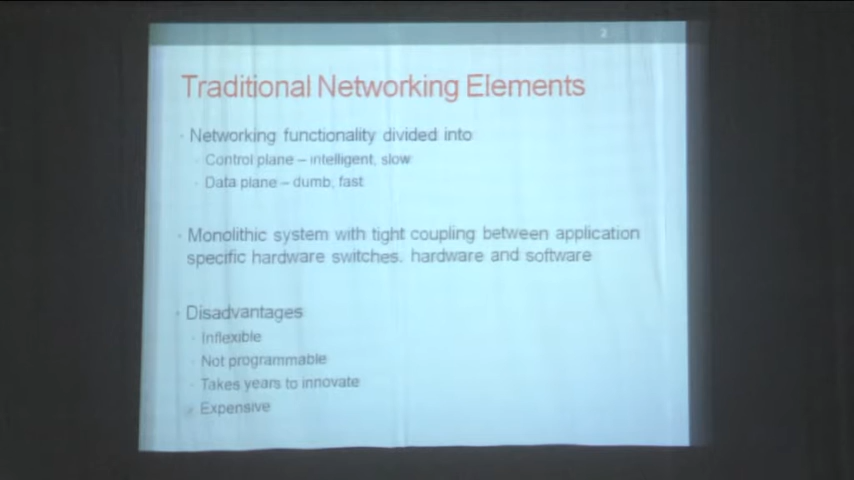 2
Traditional Networking Elements
Networking functionality divided into
Control plane – intelligent, slow
Data plane – dumb, fast
Monolithic system with tight coupling between application
specific hardware switches. hardware and software
Disadvantages
Inflexible
Not programmable
Takes years to innovate
Expensive